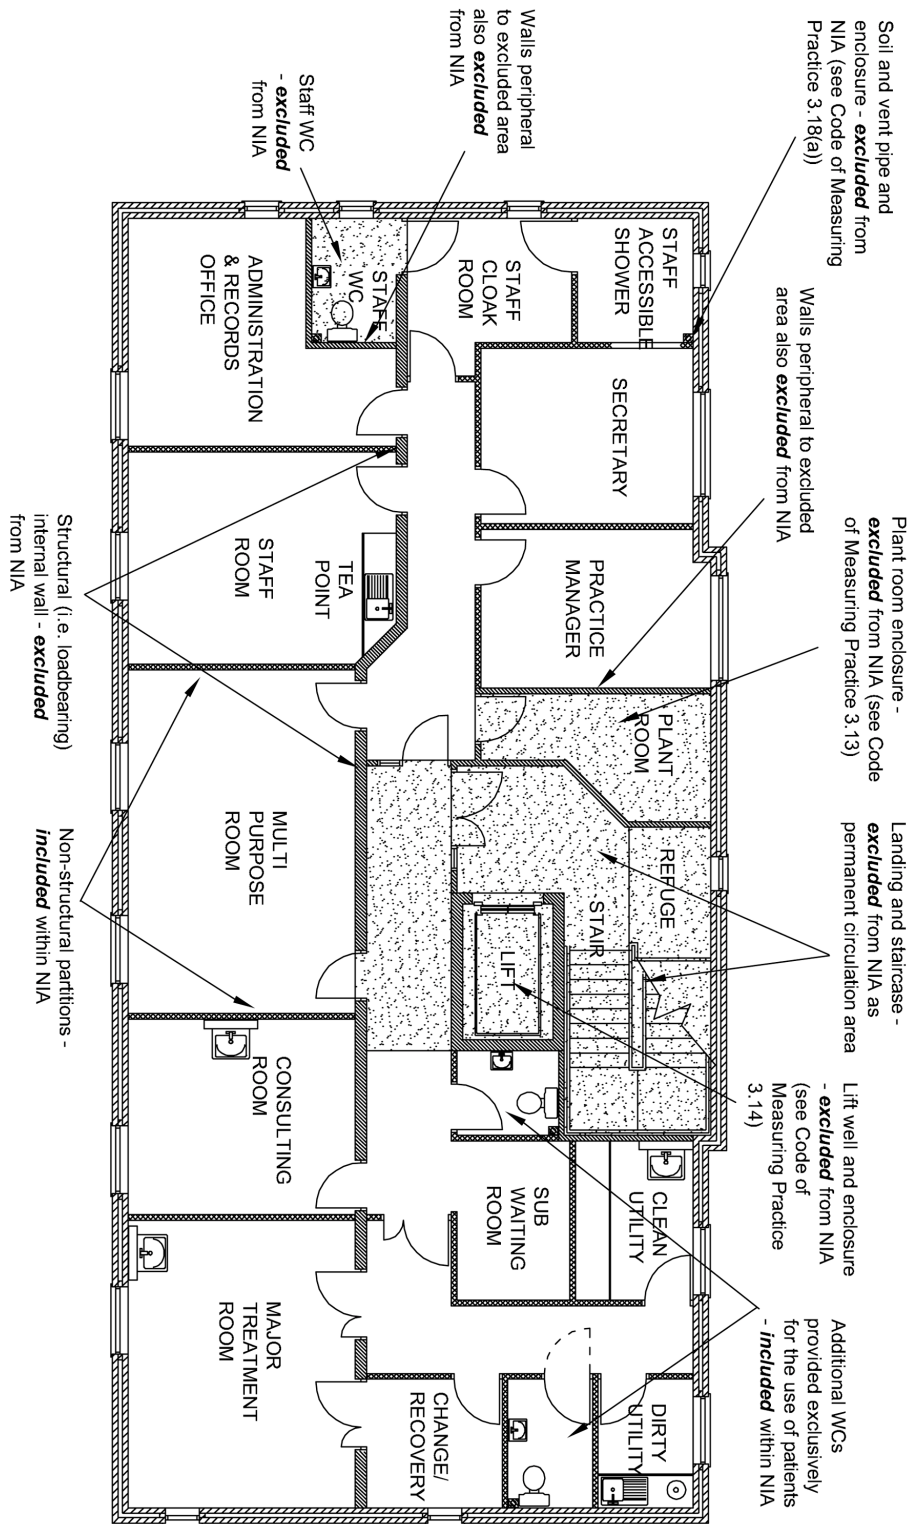 Soil and vent pipe and
enclosure - excluded from
NIA (see Code of Measuring
Practice 3.18(a))
Walls peripheral to excluded
area also excluded from NIA
Plant room enclosure -
excluded from NIA (see Code
of Measuring Practice 3.13)
Landing and staircase -
excluded from NIA as
permanent circulation area
Lift well and enclosure
- excluded from NIA
(see Code of
Measuring Practice
3.14)
Additional WCs
provided exclusively
for the use of patients
- included within NIA
Walls peripheral
to excluded area
also excluded
from NIA
Staff WC
- excluded
from NIA
STAFF
ACCESSIBLE
SHOWER
SECRETARY
PRACTICE
MANAGER
PLANT
ROOM
REFUGE
STAIR
LIFT
CLEAN
UTILITY
DIRTY
UTILITY
STAFF
CLOAK
ROOM
SUB
WAITING
ROOM
STAFF
WC
CHANGE/
RECOVERY
ADMINISTRATION
& RECORDS
OFFICE
TEA
POINT
STAFF
ROOM
MULTI
PURPOSE
ROOM
CONSULTING
ROOM
MAJOR
TREATMENT
ROOM
Structural (i.e. loadbearing)
internal wall - excluded
from NIA
Non-structural partitions -
included within NIA